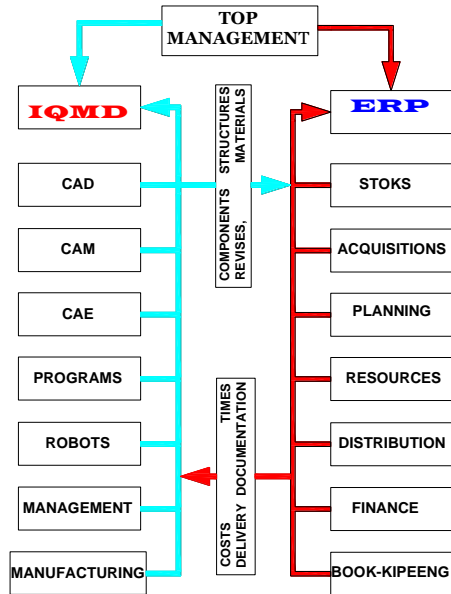 TOP
MANAGEMENT
IQMD
ERP
COMPONENTS STRUCTURES
REVISES, MATERIALS
CAD
STOKS
CAM
ACQUISITIONS
CAE
PLANNING
PROGRAMS
RESOURCES
COSTS TIMES
DELIVERY DOCUMENTATION
ROBOTS
DISTRIBUTION
MANAGEMENT
FINANCE
MANUFACTURING
BOOK-KIPEENG